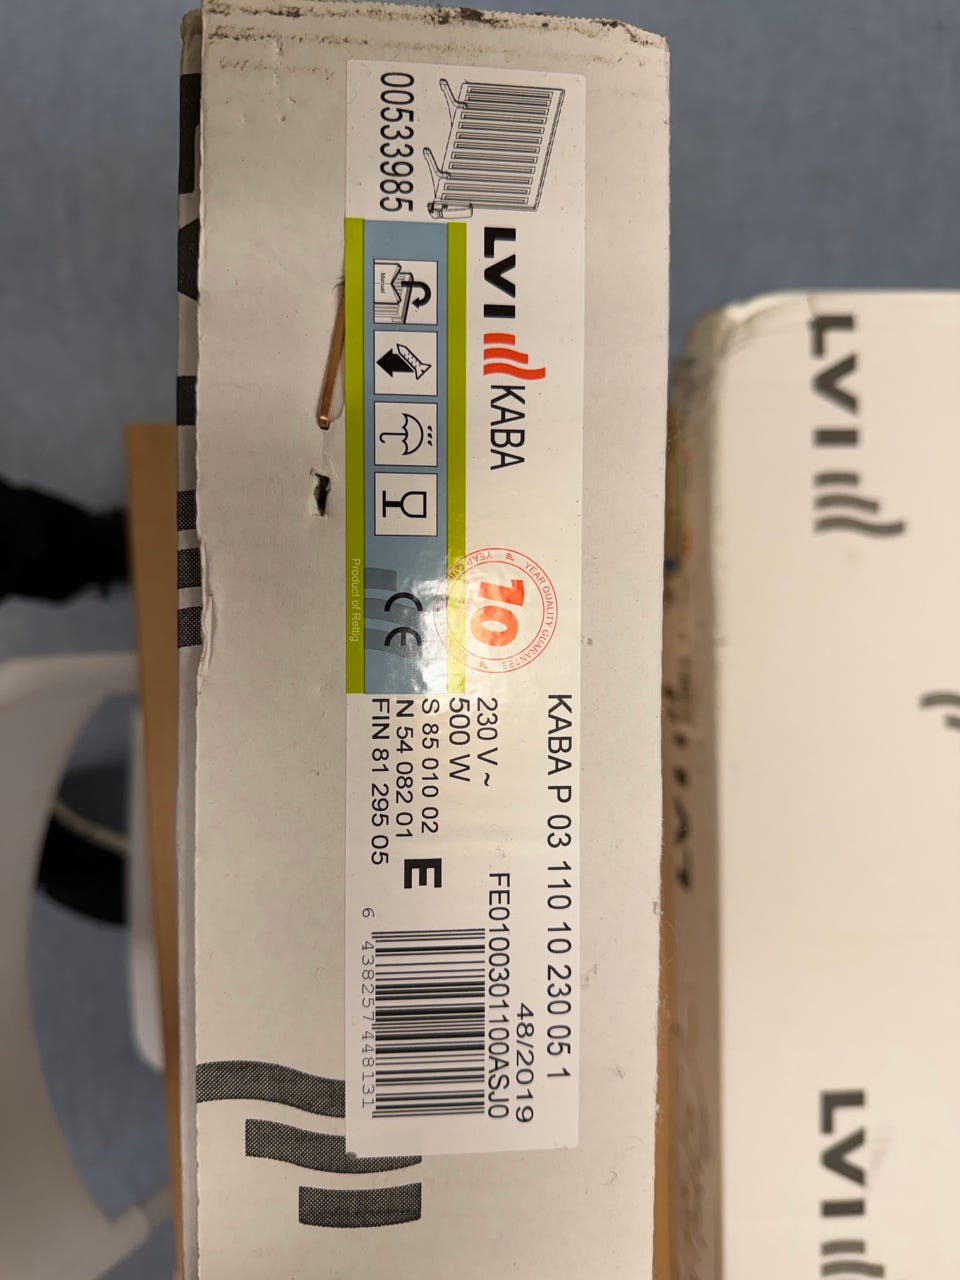 00533985
LVI KABA
Manual
10
YEAR QUALITY GUARANTEE
CE
Product of Rettig
KABA P 03 110 10 230 05 1
48/2019
230 V ~
FE0100301100ASJ0
500 W
S 85 010 02
N 54 082 01
E
FIN 81 295 05
6 438257 448131
LVI
LVI